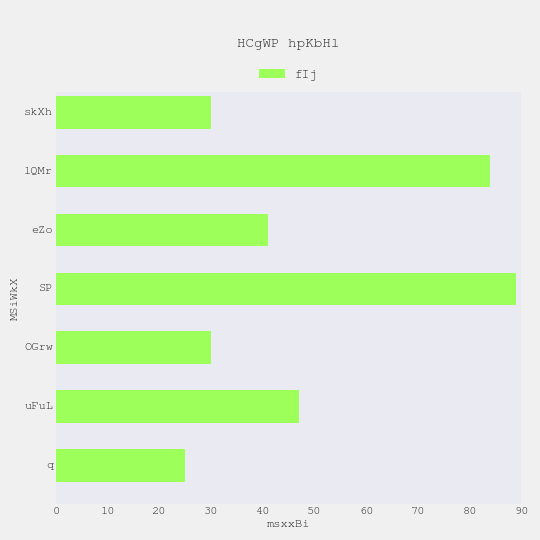 HCgWP hpKbHl
fIj
skXh
lQMr
eZo
SP
OGrw
uFuL
q
MSiWkX
0 10 20 30 40 50 60 70 80 90
msxxBi